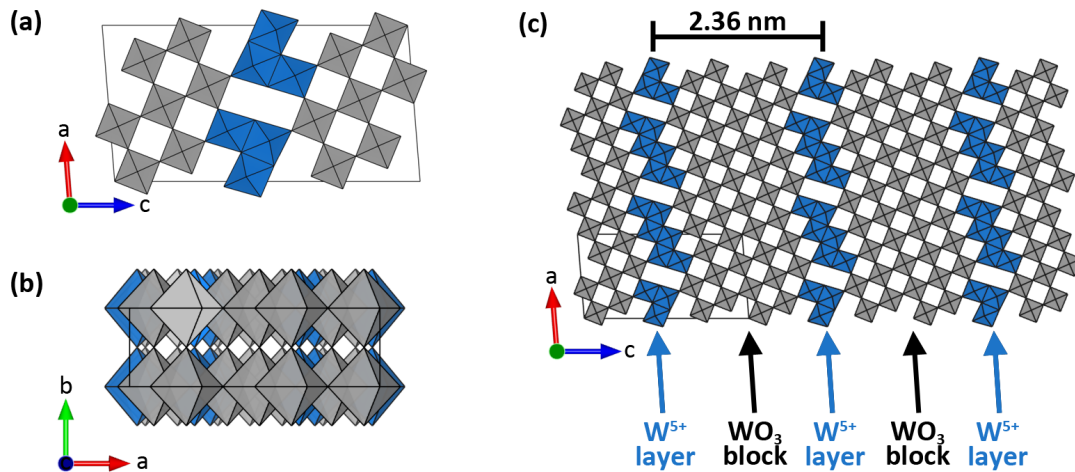 (a)
a
c
(b)
b
a
(c)
2.36 nm
a
c
W⁵⁺
layer
WO₃
block
W⁵⁺
layer
WO₃
block
W⁵⁺
layer